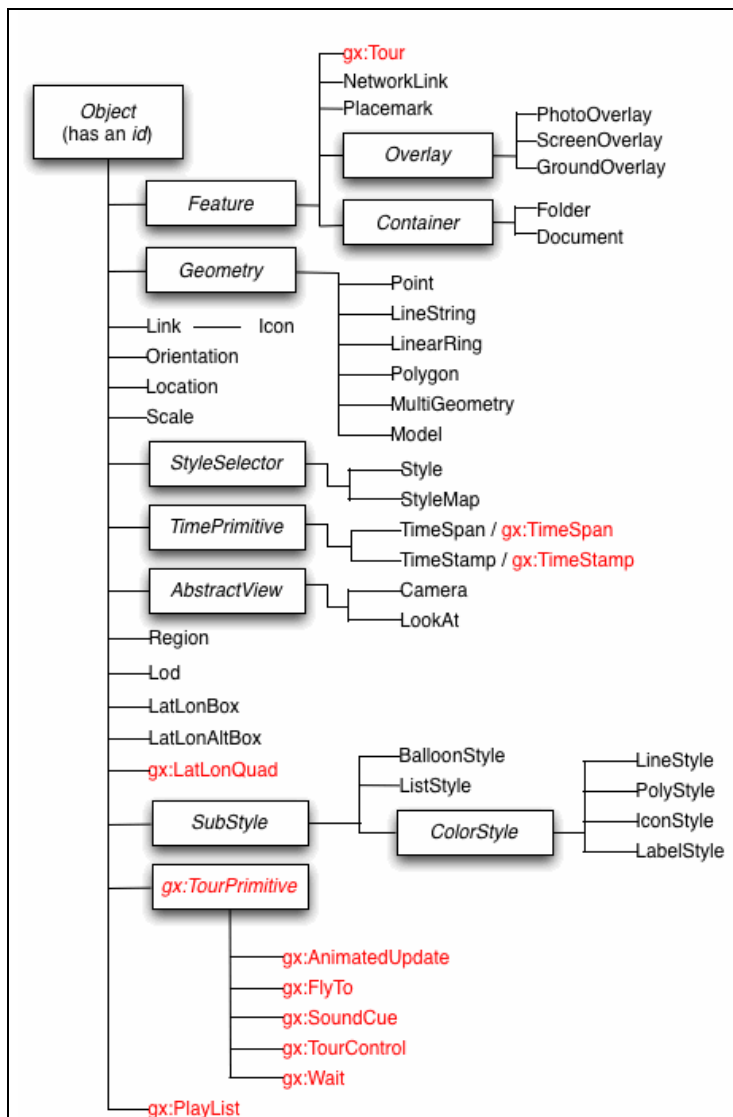 Object
(has an id)
gx:Tour
NetworkLink
Placemark
Overlay
PhotoOverlay
ScreenOverlay
GroundOverlay
Feature
Container
Folder
Document
Geometry
Point
LineString
LinearRing
Polygon
MultiGeometry
Model
Link Icon
Orientation
Location
Scale
StyleSelector
Style
StyleMap
TimePrimitive
TimeSpan / gx:TimeSpan
TimeStamp / gx:TimeStamp
AbstractView
Camera
LookAt
Region
Lod
LatLonBox
LatLonAltBox
gx:LatLonQuad
SubStyle
BalloonStyle
ListStyle
ColorStyle
LineStyle
PolyStyle
IconStyle
LabelStyle
gx:TourPrimitive
gx:AnimatedUpdate
gx:FlyTo
gx:SoundCue
gx:TourControl
gx:Wait
gx:PlayList